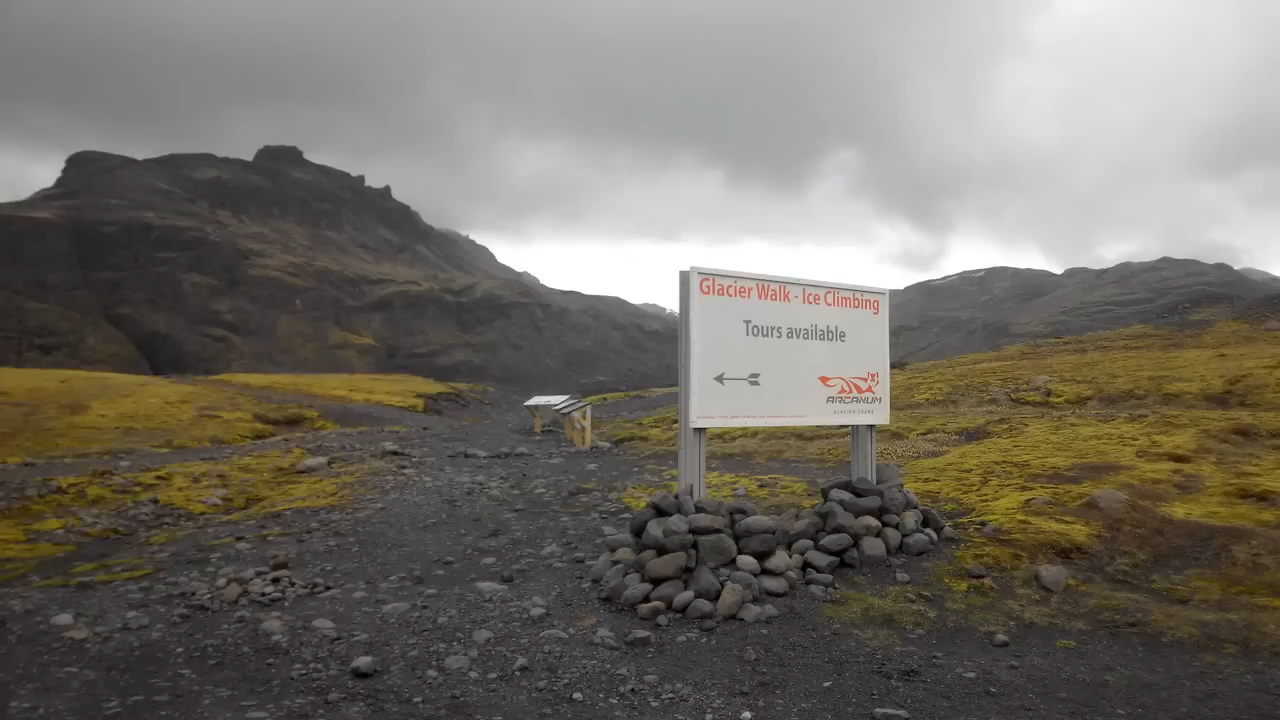 Glacier Walk - Ice Climbing
Tours available
ARCANUM
GLACIER TOURS